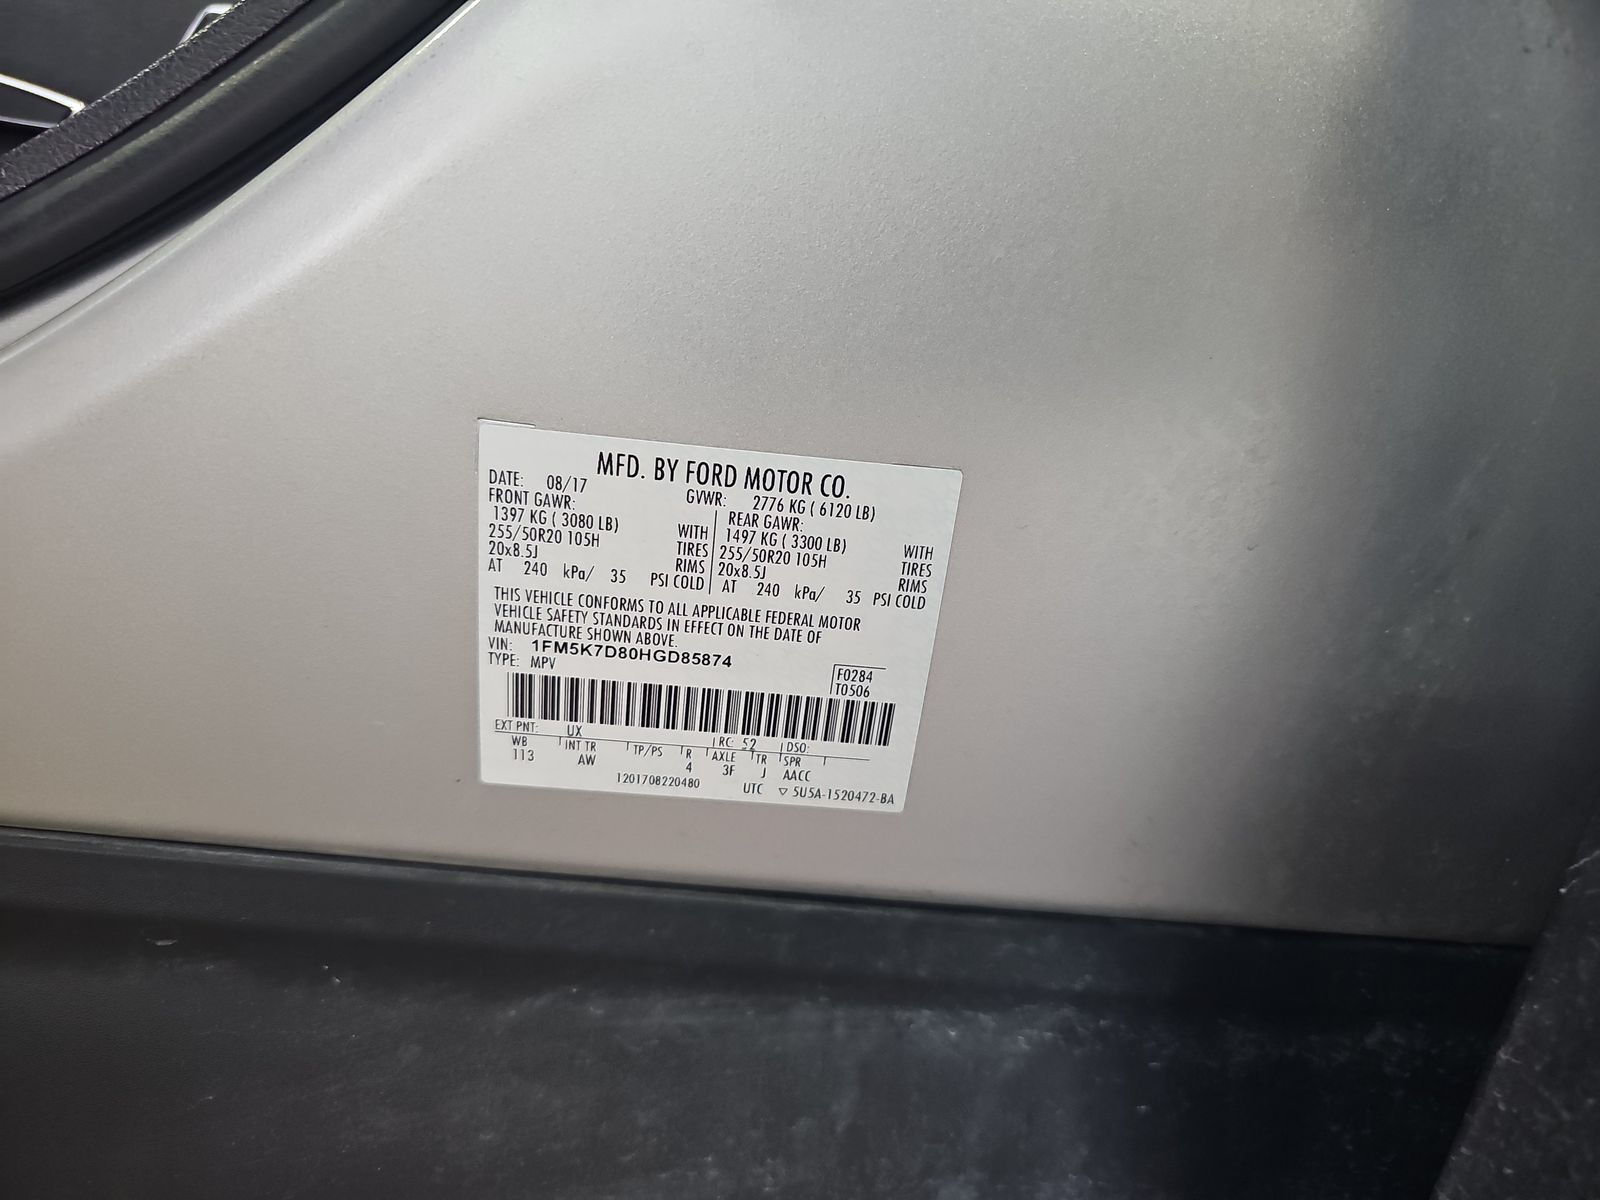 MFD. BY FORD MOTOR CO.
DATE: 08/17 GVWR: 2776 KG ( 6120 LB)
FRONT GAWR: REAR GAWR:
1397 KG ( 3080 LB) WITH 1497 KG ( 3300 LB) WITH
255/50R20 105H TIRES 255/50R20 105H TIRES
20x8.5J RIMS 20x8.5J RIMS
AT 240 kPa/ 35 PSI COLD AT 240 kPa/ 35 PSI COLD
THIS VEHICLE CONFORMS TO ALL APPLICABLE FEDERAL MOTOR
VEHICLE SAFETY STANDARDS IN EFFECT ON THE DATE OF
MANUFACTURE SHOWN ABOVE.
VIN: 1FM5K7D80HGD85874
TYPE: MPV
F0284
T0506
EXT PNT: UX RC: 52 DSO:
WB INT TR TP/PS R AXLE TR SPR
113 AW 4 3F J AACC
1201708220480 UTC ▽ 5U5A-1520472-BA